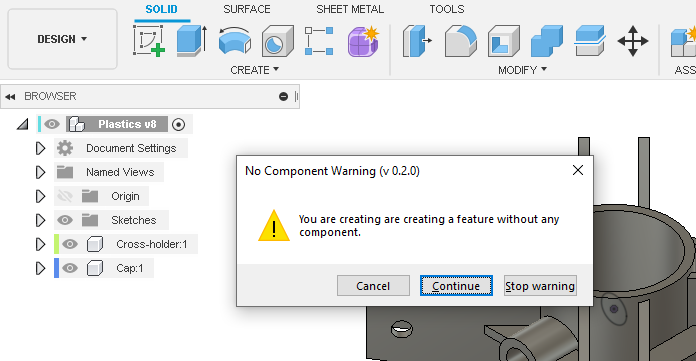 SOLID SURFACE SHEET METAL TOOLS
DESIGN
CREATE MODIFY ASS
BROWSER
Plastics v8
Document Settings
Named Views
Origin
Sketches
Cross-holder:1
Cap:1
No Component Warning (v 0.2.0)
You are creating are creating a feature without any
component.
Cancel Continue Stop warning